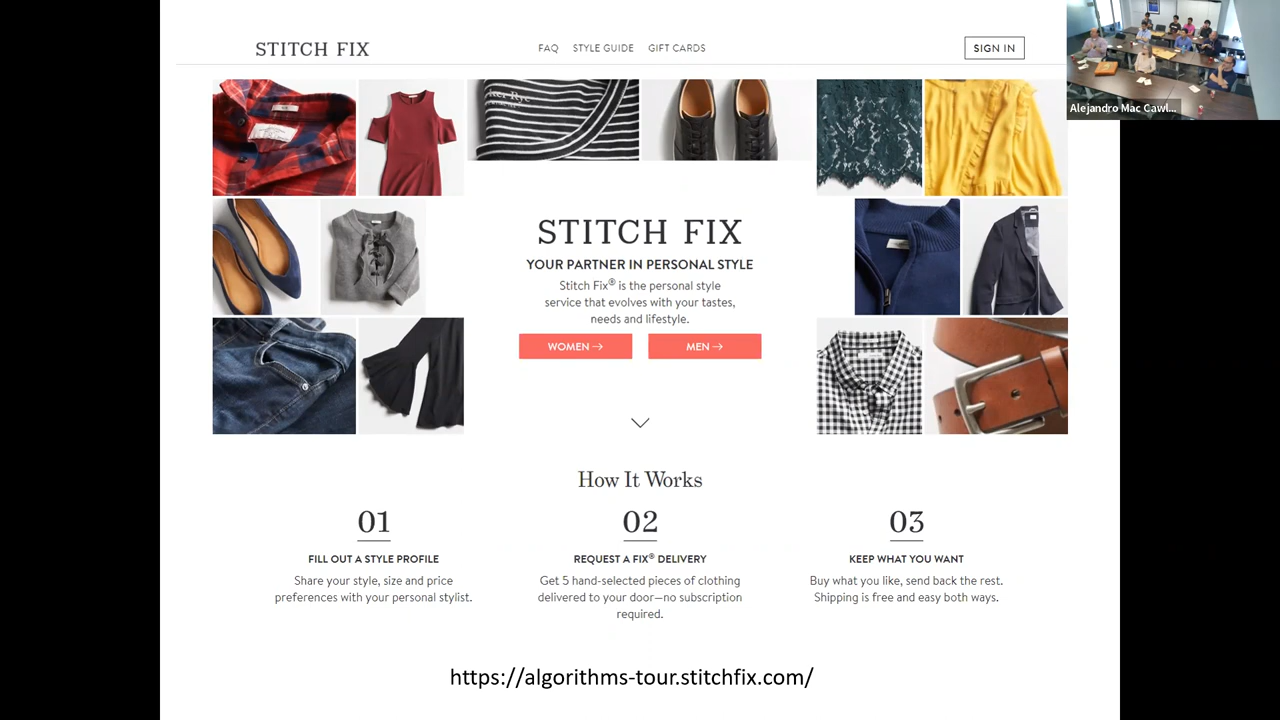 STITCH FIX
FAQ STYLE GUIDE GIFT CARDS
SIGN IN
Alejandro Mac Cawl...
STITCH FIX
YOUR PARTNER IN PERSONAL STYLE
Stitch Fix® is the personal style
service that evolves with your tastes,
needs and lifestyle.
WOMEN →
MEN →
How It Works
01
FILL OUT A STYLE PROFILE
Share your style, size and price
preferences with your personal stylist.
02
REQUEST A FIX® DELIVERY
Get 5 hand-selected pieces of clothing
delivered to your door—no subscription
required.
03
KEEP WHAT YOU WANT
Buy what you like, send back the rest.
Shipping is free and easy both ways.
https://algorithms-tour.stitchfix.com/